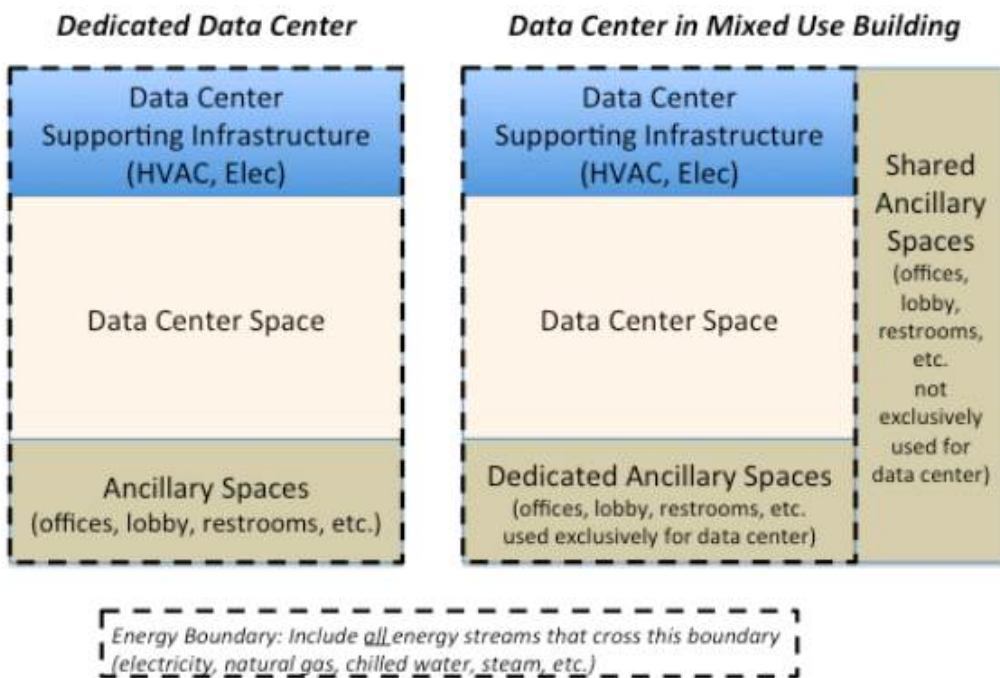 Dedicated Data Center
Data Center in Mixed Use Building
Data Center
Supporting Infrastructure
(HVAC, Elec)
Data Center Space
Ancillary Spaces
(offices, lobby, restrooms, etc.)
Data Center
Supporting Infrastructure
(HVAC, Elec)
Data Center Space
Dedicated Ancillary Spaces
(offices, lobby, restrooms, etc.
used exclusively for data center)
Shared
Ancillary
Spaces
(offices,
lobby,
restrooms,
etc.
not
exclusively
used for
data center)
Energy Boundary: Include all energy streams that cross this boundary
(electricity, natural gas, chilled water, steam, etc.)